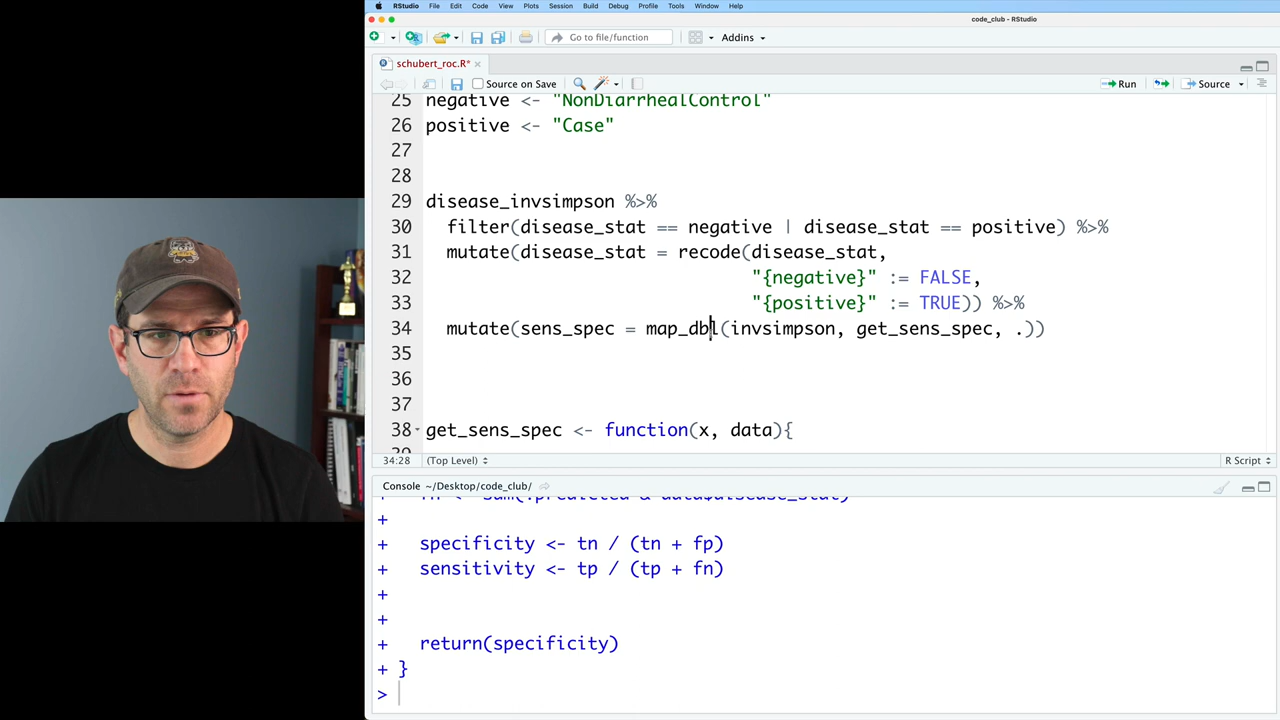 RStudio File Edit Code View Plots Session Build Debug Profile Tools Window Help
code_club - RStudio
Go to file/function Addins
schubert_roc.R*
Source on Save Run Source
25 negative <- "NonDiarrhealControl"
26 positive <- "Case"
27
28
29 disease_invsimpson %>%
30 filter(disease_stat == negative | disease_stat == positive) %>%
31 mutate(disease_stat = recode(disease_stat,
32 "{negative}" := FALSE,
33 "{positive}" := TRUE)) %>%
34 mutate(sens_spec = map_dbl(invsimpson, get_sens_spec, .))
35
36
37
38 get_sens_spec <- function(x, data){
34:28 (Top Level) R Script
Console ~/Desktop/code_club/
+
+ specificity <- tn / (tn + fp)
+ sensitivity <- tp / (tp + fn)
+
+
+ return(specificity)
+ }
>